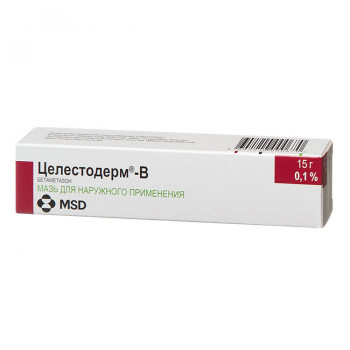 Целестодерм®-В
БЕТАМЕТАЗОН
МАЗЬ ДЛЯ НАРУЖНОГО ПРИМЕНЕНИЯ
MSD
15 г
0,1 %